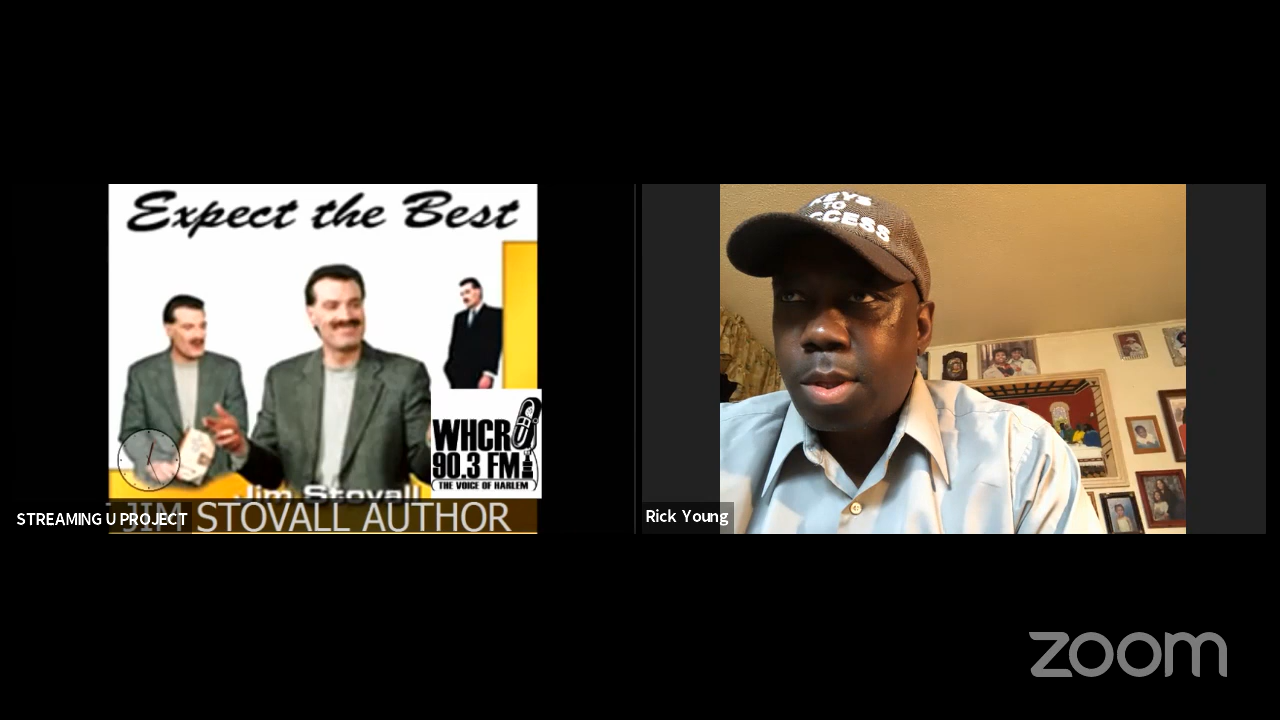 Expect the Best
WHCR
90.3 FM
THE VOICE OF HARLEM
Jim Stovall
JIM STOVALL AUTHOR
STREAMING U PROJECT
KEYS
TO
Rick Young
zoom